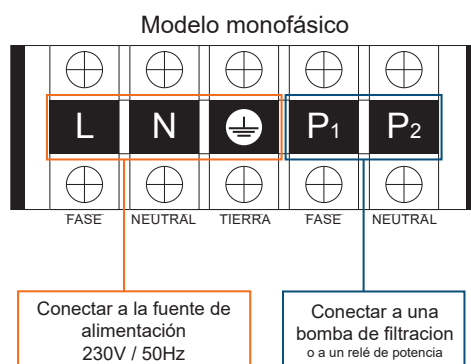 Modelo monofásico
L N P1 P2
FASE NEUTRAL TIERRA FASE NEUTRAL
Conectar a la fuente de
alimentación
230V / 50Hz
Conectar a una
bomba de filtracion
o a un relé de potencia